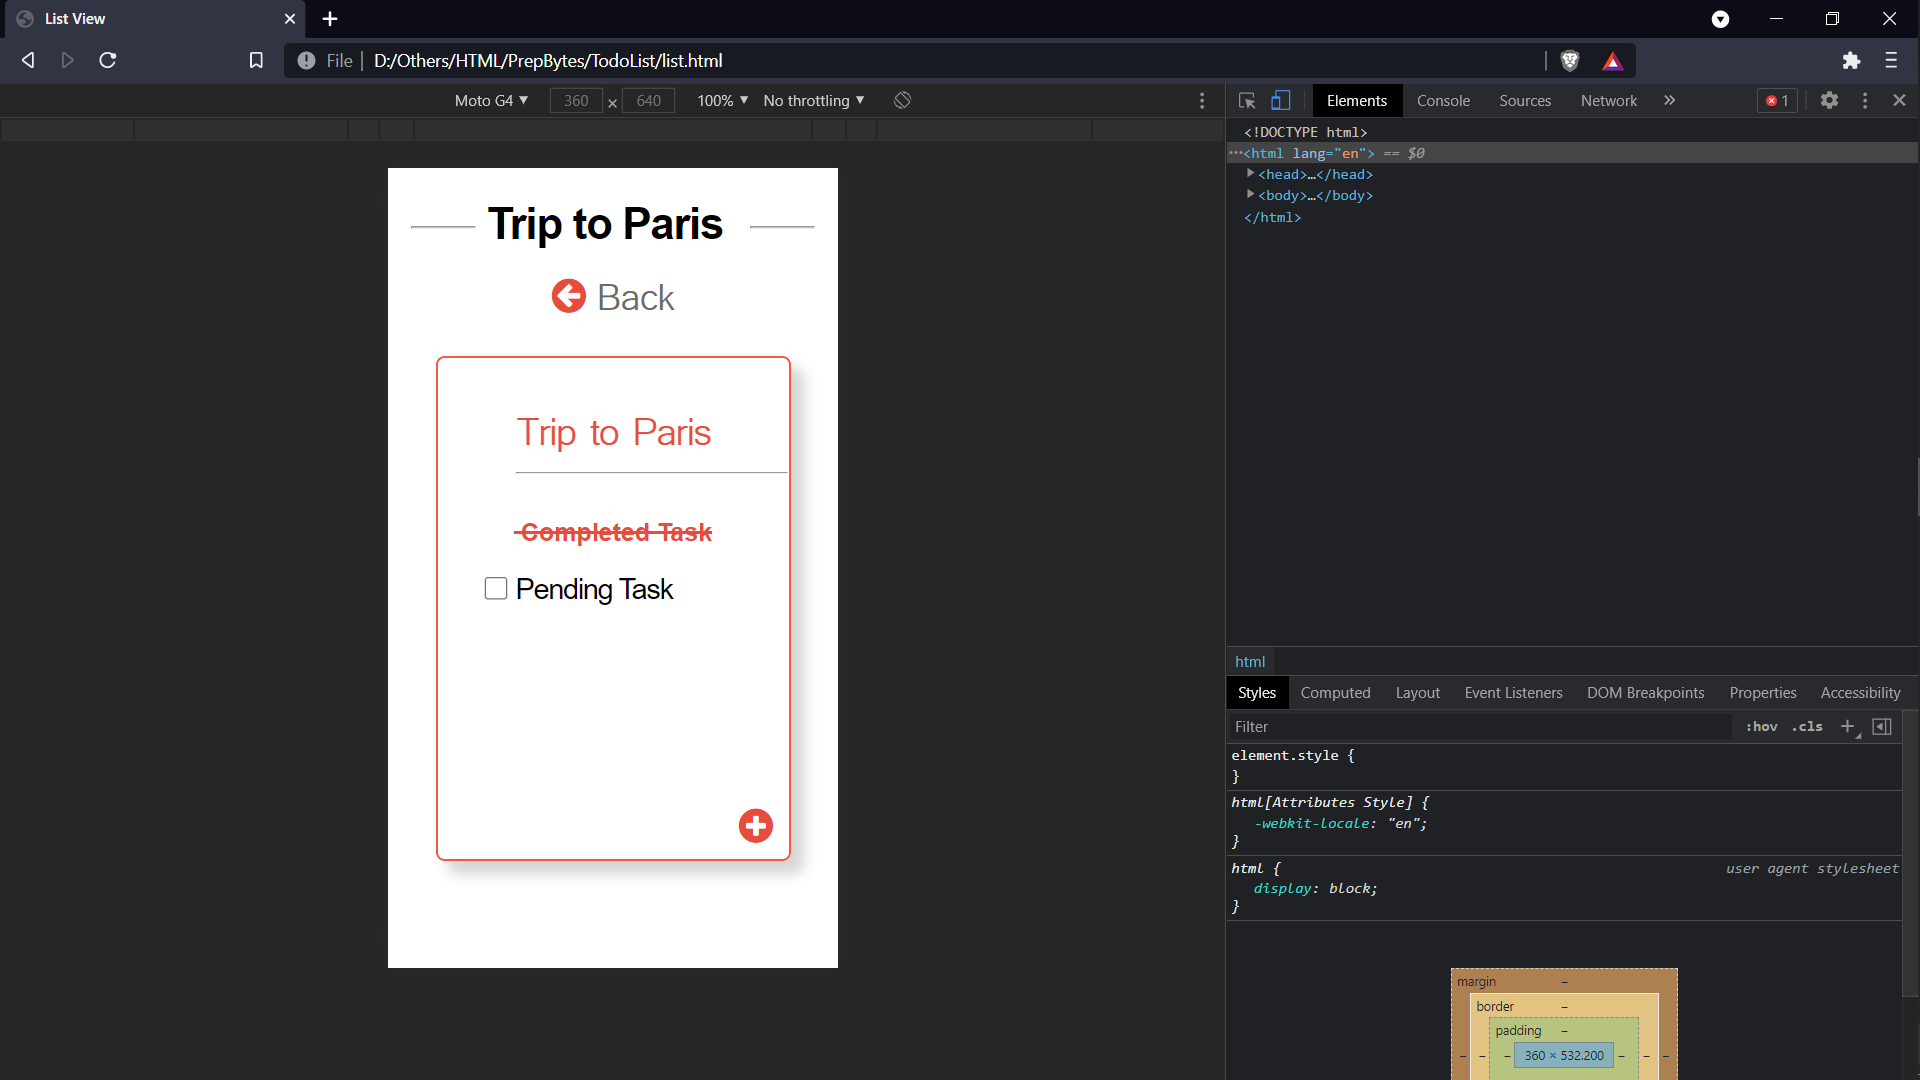 List View
File
D:/Others/HTML/PrepBytes/TodoList/list.html
Moto G4 ▼ 360 × 640 100% ▼ No throttling ▼
Elements Console Sources Network » 1
<!DOCTYPE html>
···<html lang="en"> == $0
<head>…</head>
<body>…</body>
</html>
Trip to Paris
Back
Trip to Paris
Completed Task
Pending Task
html
Styles Computed Layout Event Listeners DOM Breakpoints Properties Accessibility
Filter :hov .cls +
element.style {
}
html[Attributes Style] {
-webkit-locale: "en";
}
html { user agent stylesheet
display: block;
}
margin –
border –
padding –
– – – 360 × 532.200 – – –